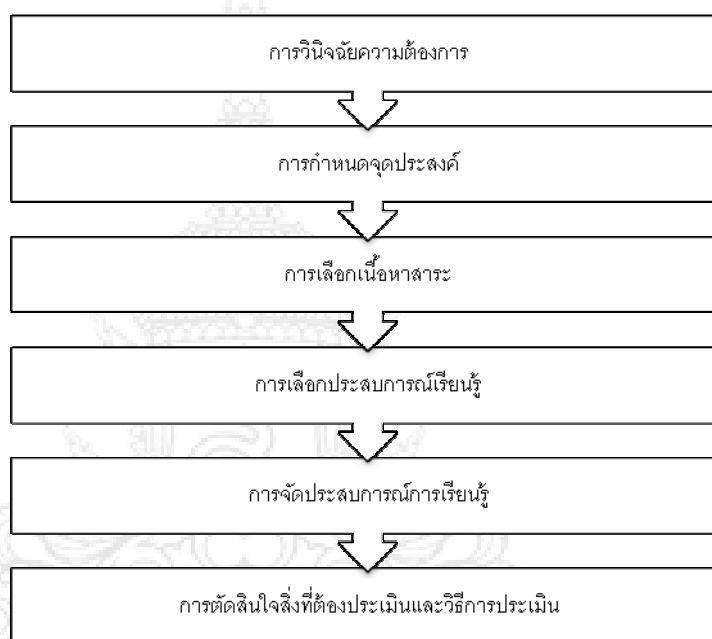 การวินิจฉัยความต้องการ
การกำหนดจุดประสงค์
การเลือกเนื้อหาสาระ
การเลือกประสบการณ์เรียนรู้
การจัดประสบการณ์การเรียนรู้
การตัดสินใจสิ่งที่ต้องประเมินและวิธีการประเมิน